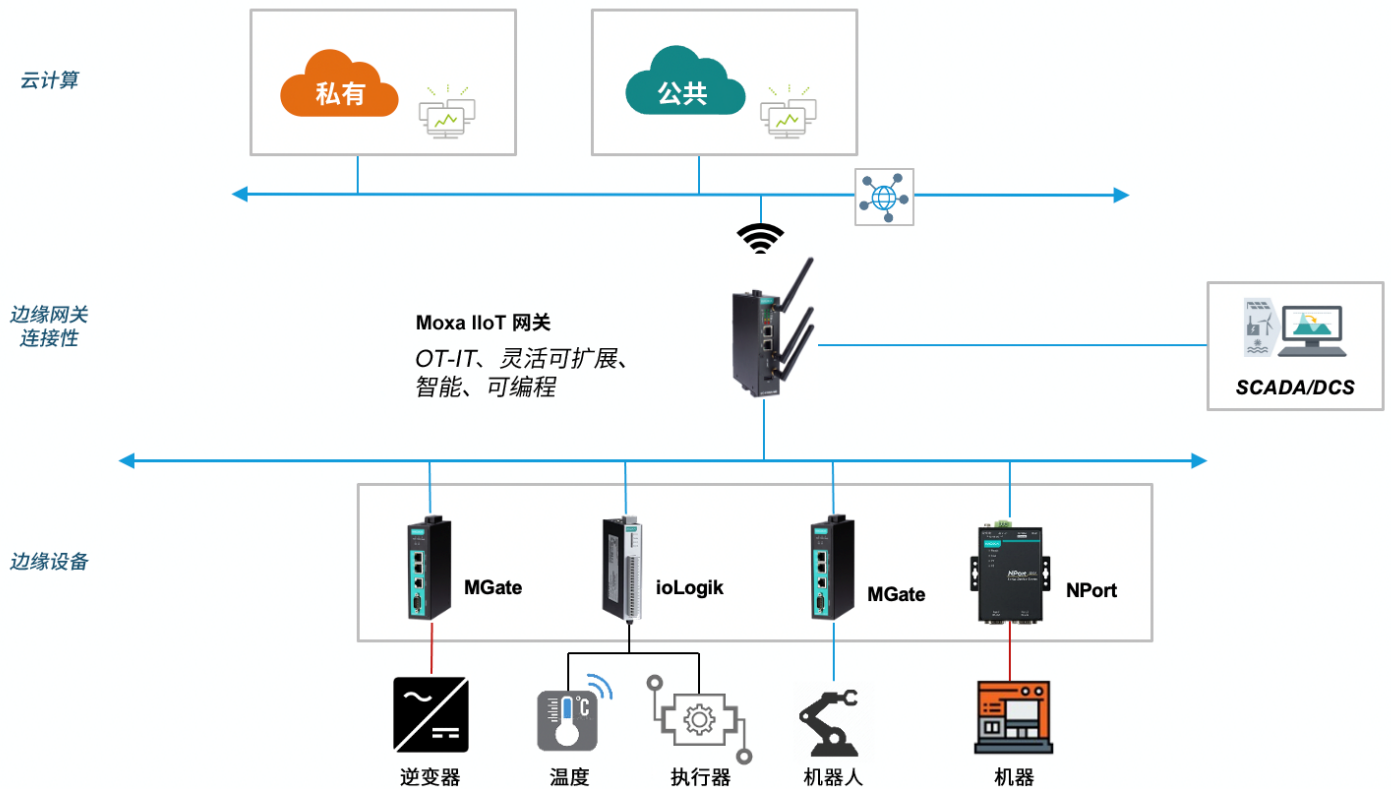 云计算
私有
公共
边缘网关
连接性
Moxa IIoT 网关
OT-IT、灵活可扩展、
智能、可编程
SCADA/DCS
边缘设备
MGate
ioLogik
MGate
NPort
MOXA
NPort
°C
逆变器
温度
执行器
机器人
机器